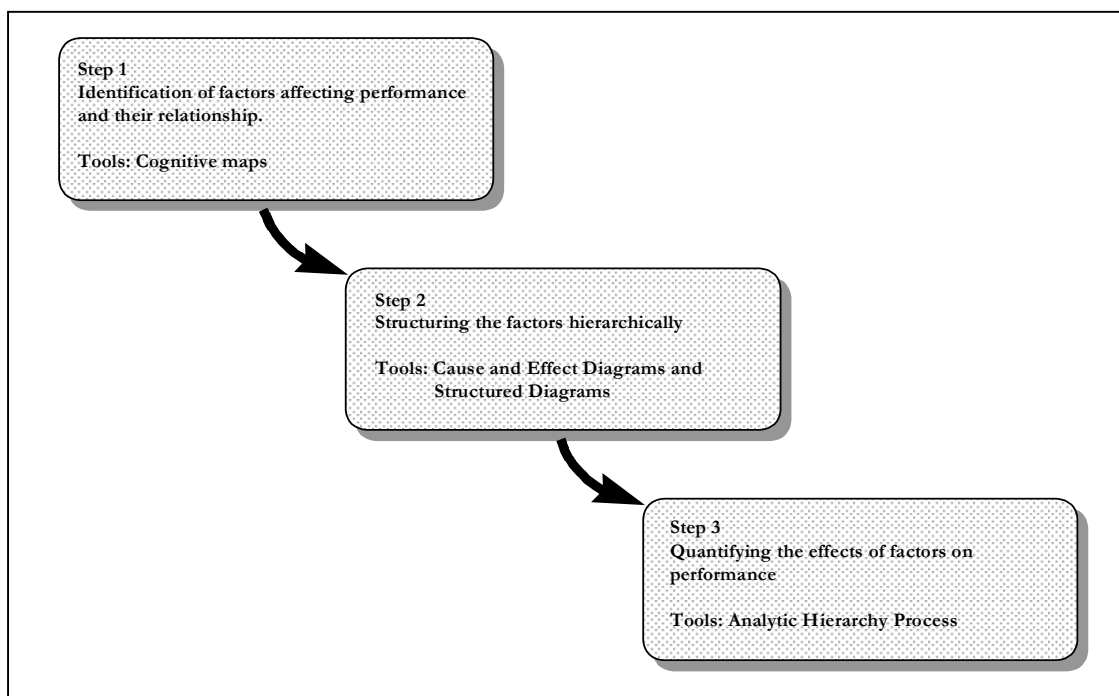 Step 1
Identification of factors affecting performance
and their relationship.
Tools: Cognitive maps
Step 2
Structuring the factors hierarchically
Tools: Cause and Effect Diagrams and
Structured Diagrams
Step 3
Quantifying the effects of factors on
performance
Tools: Analytic Hierarchy Process